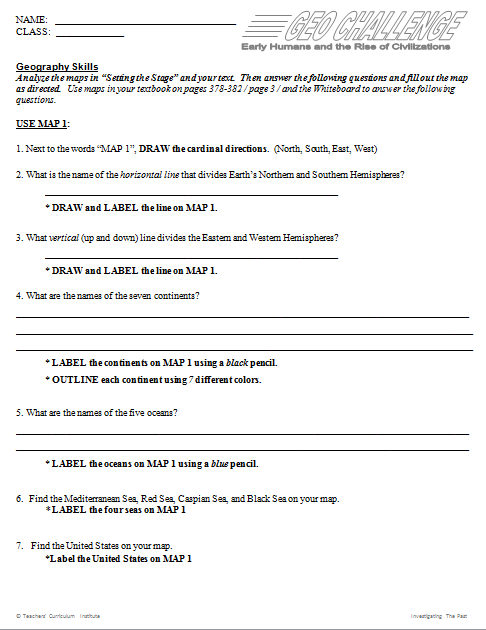 NAME: ___________________________________
CLASS: _____________
GEO CHALLENGE
Early Humans and the Rise of Civilizations
Geography Skills
Analyze the maps in “Setting the Stage” and your text.  Then answer the following questions and fill out the map
as directed.  Use maps in your textbook on pages 378-382 / page 3 / and the Whiteboard to answer the following
questions.
USE MAP 1:
1. Next to the words “MAP 1”, DRAW the cardinal directions.  (North, South, East, West)
2. What is the name of the horizontal line that divides Earth’s Northern and Southern Hemispheres?
* DRAW and LABEL the line on MAP 1.
3. What vertical (up and down) line divides the Eastern and Western Hemispheres?
* DRAW and LABEL the line on MAP 1.
4. What are the names of the seven continents?
* LABEL the continents on MAP 1 using a black pencil.
* OUTLINE each continent using 7 different colors.
5. What are the names of the five oceans?
* LABEL the oceans on MAP 1 using a blue pencil.
6.  Find the Mediterranean Sea, Red Sea, Caspian Sea, and Black Sea on your map.
*LABEL the four seas on MAP 1
7.   Find the United States on your map.
*Label the United States on MAP 1
© Teachers’ Curriculum Institute
Investigating The Past